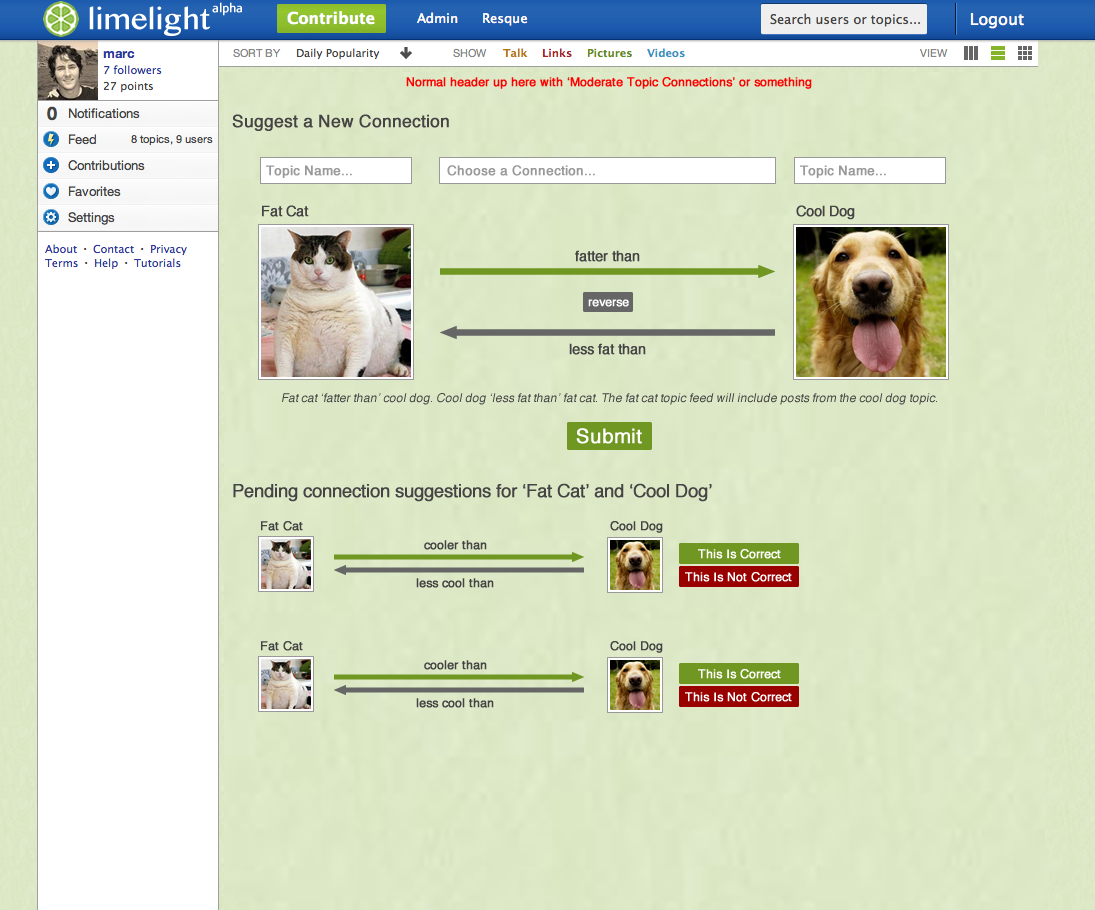 limelight alpha Contribute Admin Resque Search users or topics... Logout
marc
7 followers
27 points
0 Notifications
Feed 8 topics, 9 users
Contributions
Favorites
Settings
About · Contact · Privacy
Terms · Help · Tutorials
SORT BY Daily Popularity SHOW Talk Links Pictures Videos VIEW
Normal header up here with ‘Moderate Topic Connections’ or something
Suggest a New Connection
Topic Name... Choose a Connection... Topic Name...
Fat Cat Cool Dog
fatter than
reverse
less fat than
Fat cat ‘fatter than’ cool dog. Cool dog ‘less fat than’ fat cat. The fat cat topic feed will include posts from the cool dog topic.
Submit
Pending connection suggestions for ‘Fat Cat’ and ‘Cool Dog’
Fat Cat Cool Dog
cooler than
This Is Correct
less cool than
This Is Not Correct
Fat Cat Cool Dog
cooler than
This Is Correct
less cool than
This Is Not Correct